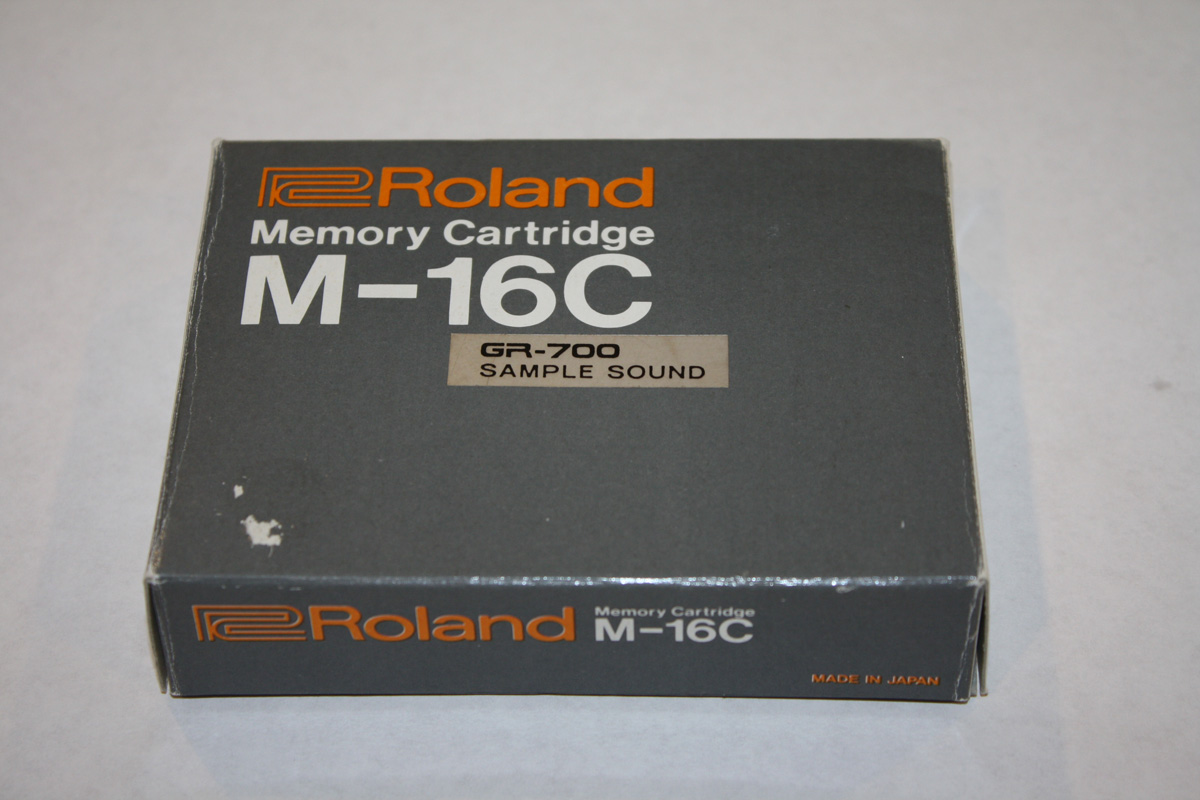 Roland
Memory Cartridge
M-16C
GR-700
SAMPLE SOUND
Roland
Memory Cartridge
M-16C
MADE IN JAPAN